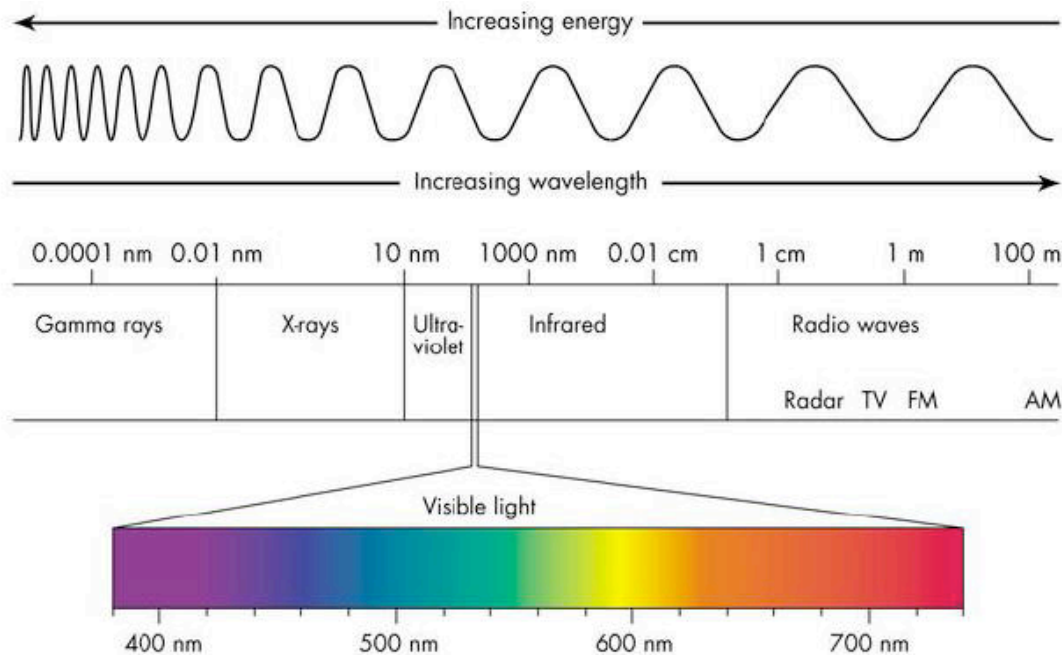 Increasing energy
Increasing wavelength
0.0001 nm 0.01 nm 10 nm 1000 nm 0.01 cm 1 cm 1 m 100 m
Gamma rays X-rays Ultra- Infrared Radio waves
violet
Radar TV FM AM
Visible light
400 nm 500 nm 600 nm 700 nm